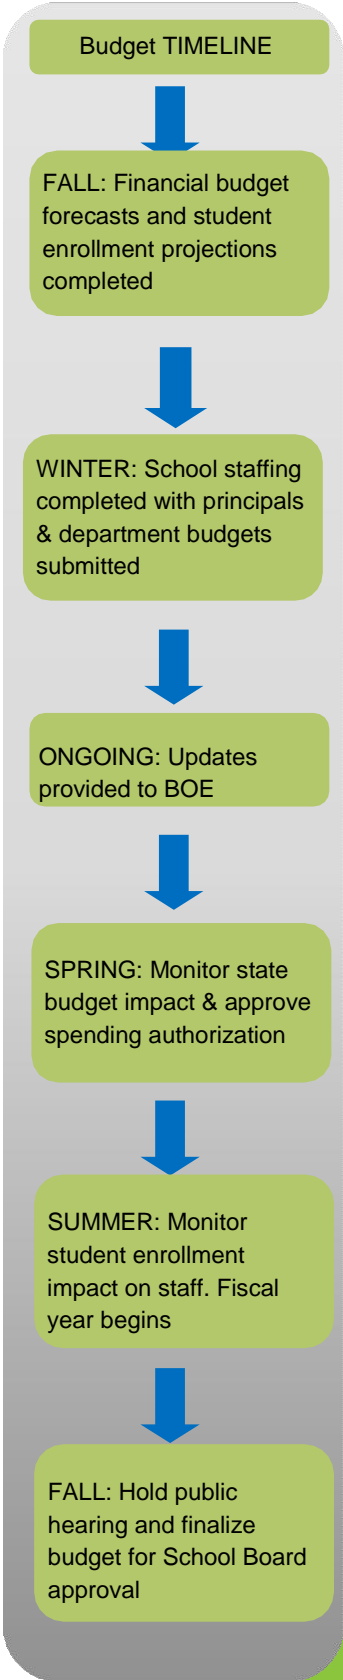 Budget TIMELINE
FALL: Financial budget
forecasts and student
enrollment projections
completed
WINTER: School staffing
completed with principals
& department budgets
submitted
ONGOING: Updates
provided to BOE
SPRING: Monitor state
budget impact & approve
spending authorization
SUMMER: Monitor
student enrollment
impact on staff. Fiscal
year begins
FALL: Hold public
hearing and finalize
budget for School Board
approval